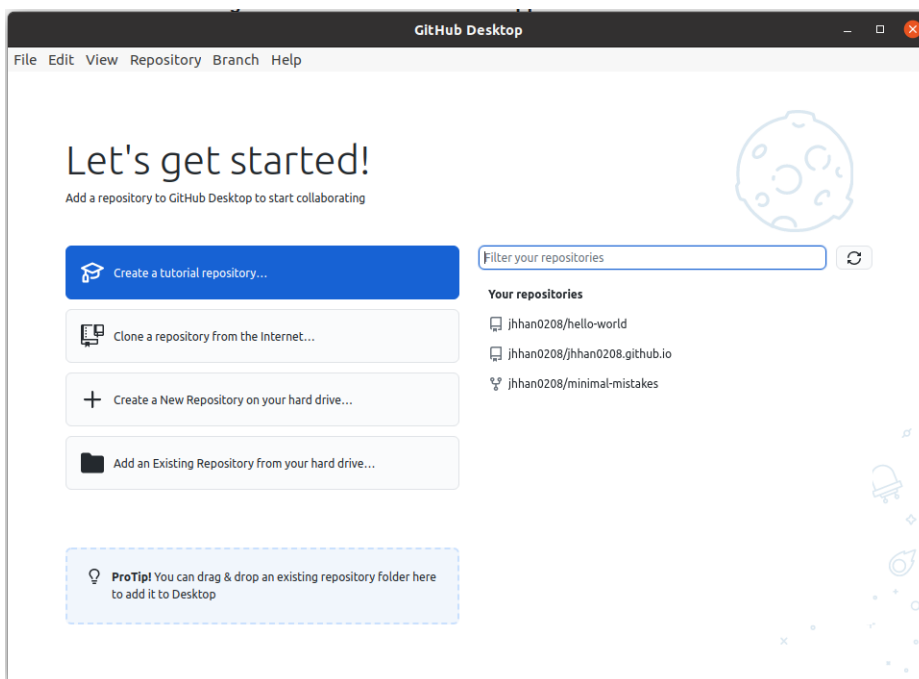 GitHub Desktop
File Edit View Repository Branch Help
Let's get started!
Add a repository to GitHub Desktop to start collaborating
Create a tutorial repository...
Clone a repository from the Internet...
Create a New Repository on your hard drive...
Add an Existing Repository from your hard drive...
ProTip! You can drag & drop an existing repository folder here
to add it to Desktop
Filter your repositories
Your repositories
jhhan0208/hello-world
jhhan0208/jhhan0208.github.io
jhhan0208/minimal-mistakes